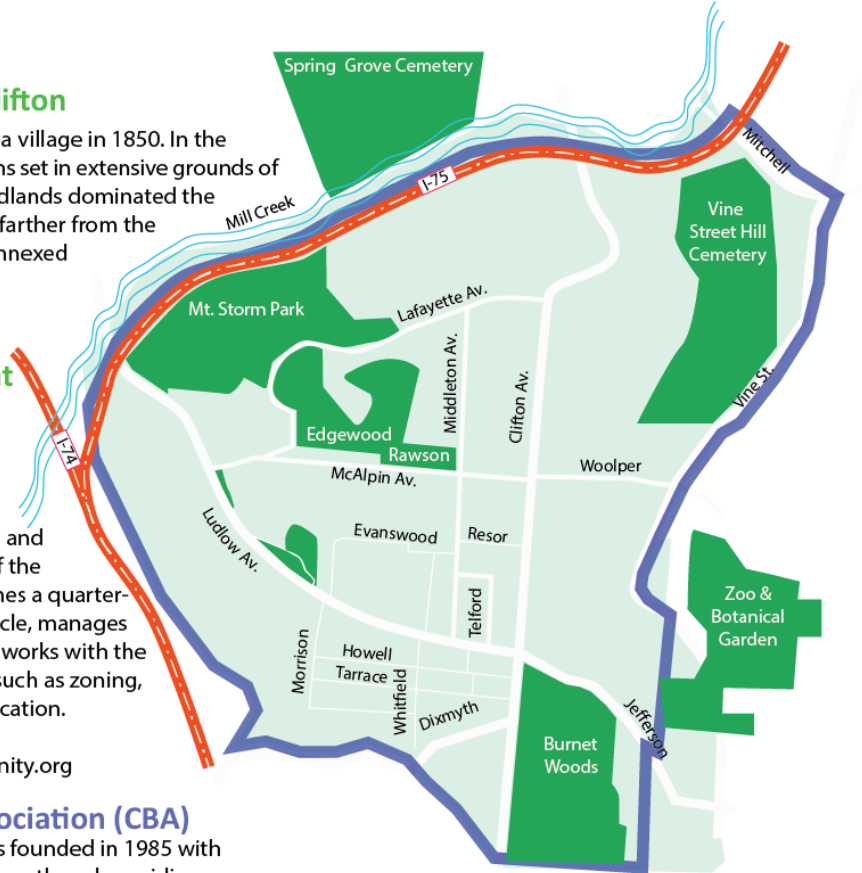 lifton
a village in 1850. In the
ns set in extensive grounds of
dlands dominated the
farther from the
nnexed
t
and
f the
nes a quarter-
cle, manages
works with the
such as zoning,
cation.
nity.org
ociation (CBA)
s founded in 1985 with
Spring Grove Cemetery
I-75
Mill Creek
Mitchell
Vine
Street Hill
Cemetery
Mt. Storm Park
Lafayette Av.
Middleton Av.
Clifton Av.
Vine St.
I-74
Edgewood
Rawson
McAlpin Av.
Woolper
Ludlow Av.
Evanswood
Resor
Telford
Zoo &
Botanical
Garden
Morrison
Howell
Tarrace
Whitfield
Dixmyth
Jefferson
Burnet
Woods